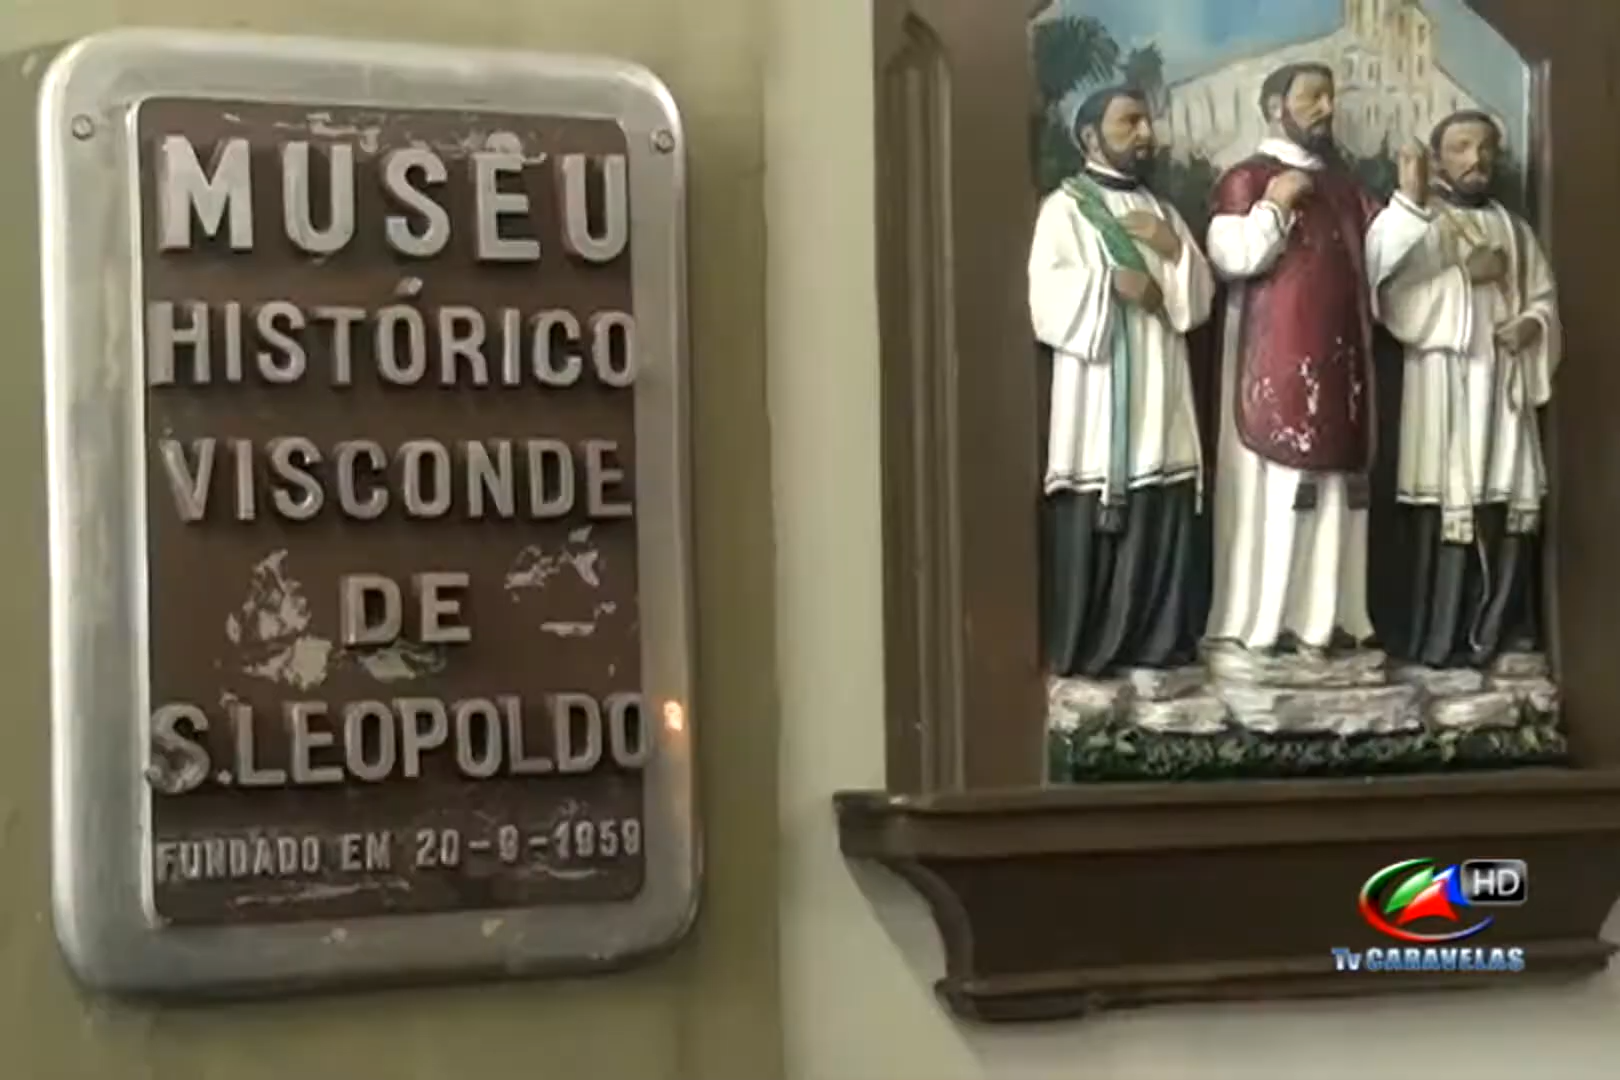 MUSEU
HISTÓRICO
VISCONDE
DE
S. LEOPOLDO
FUNDADO EM 20-9-1959
HD
TV CARAVELAS